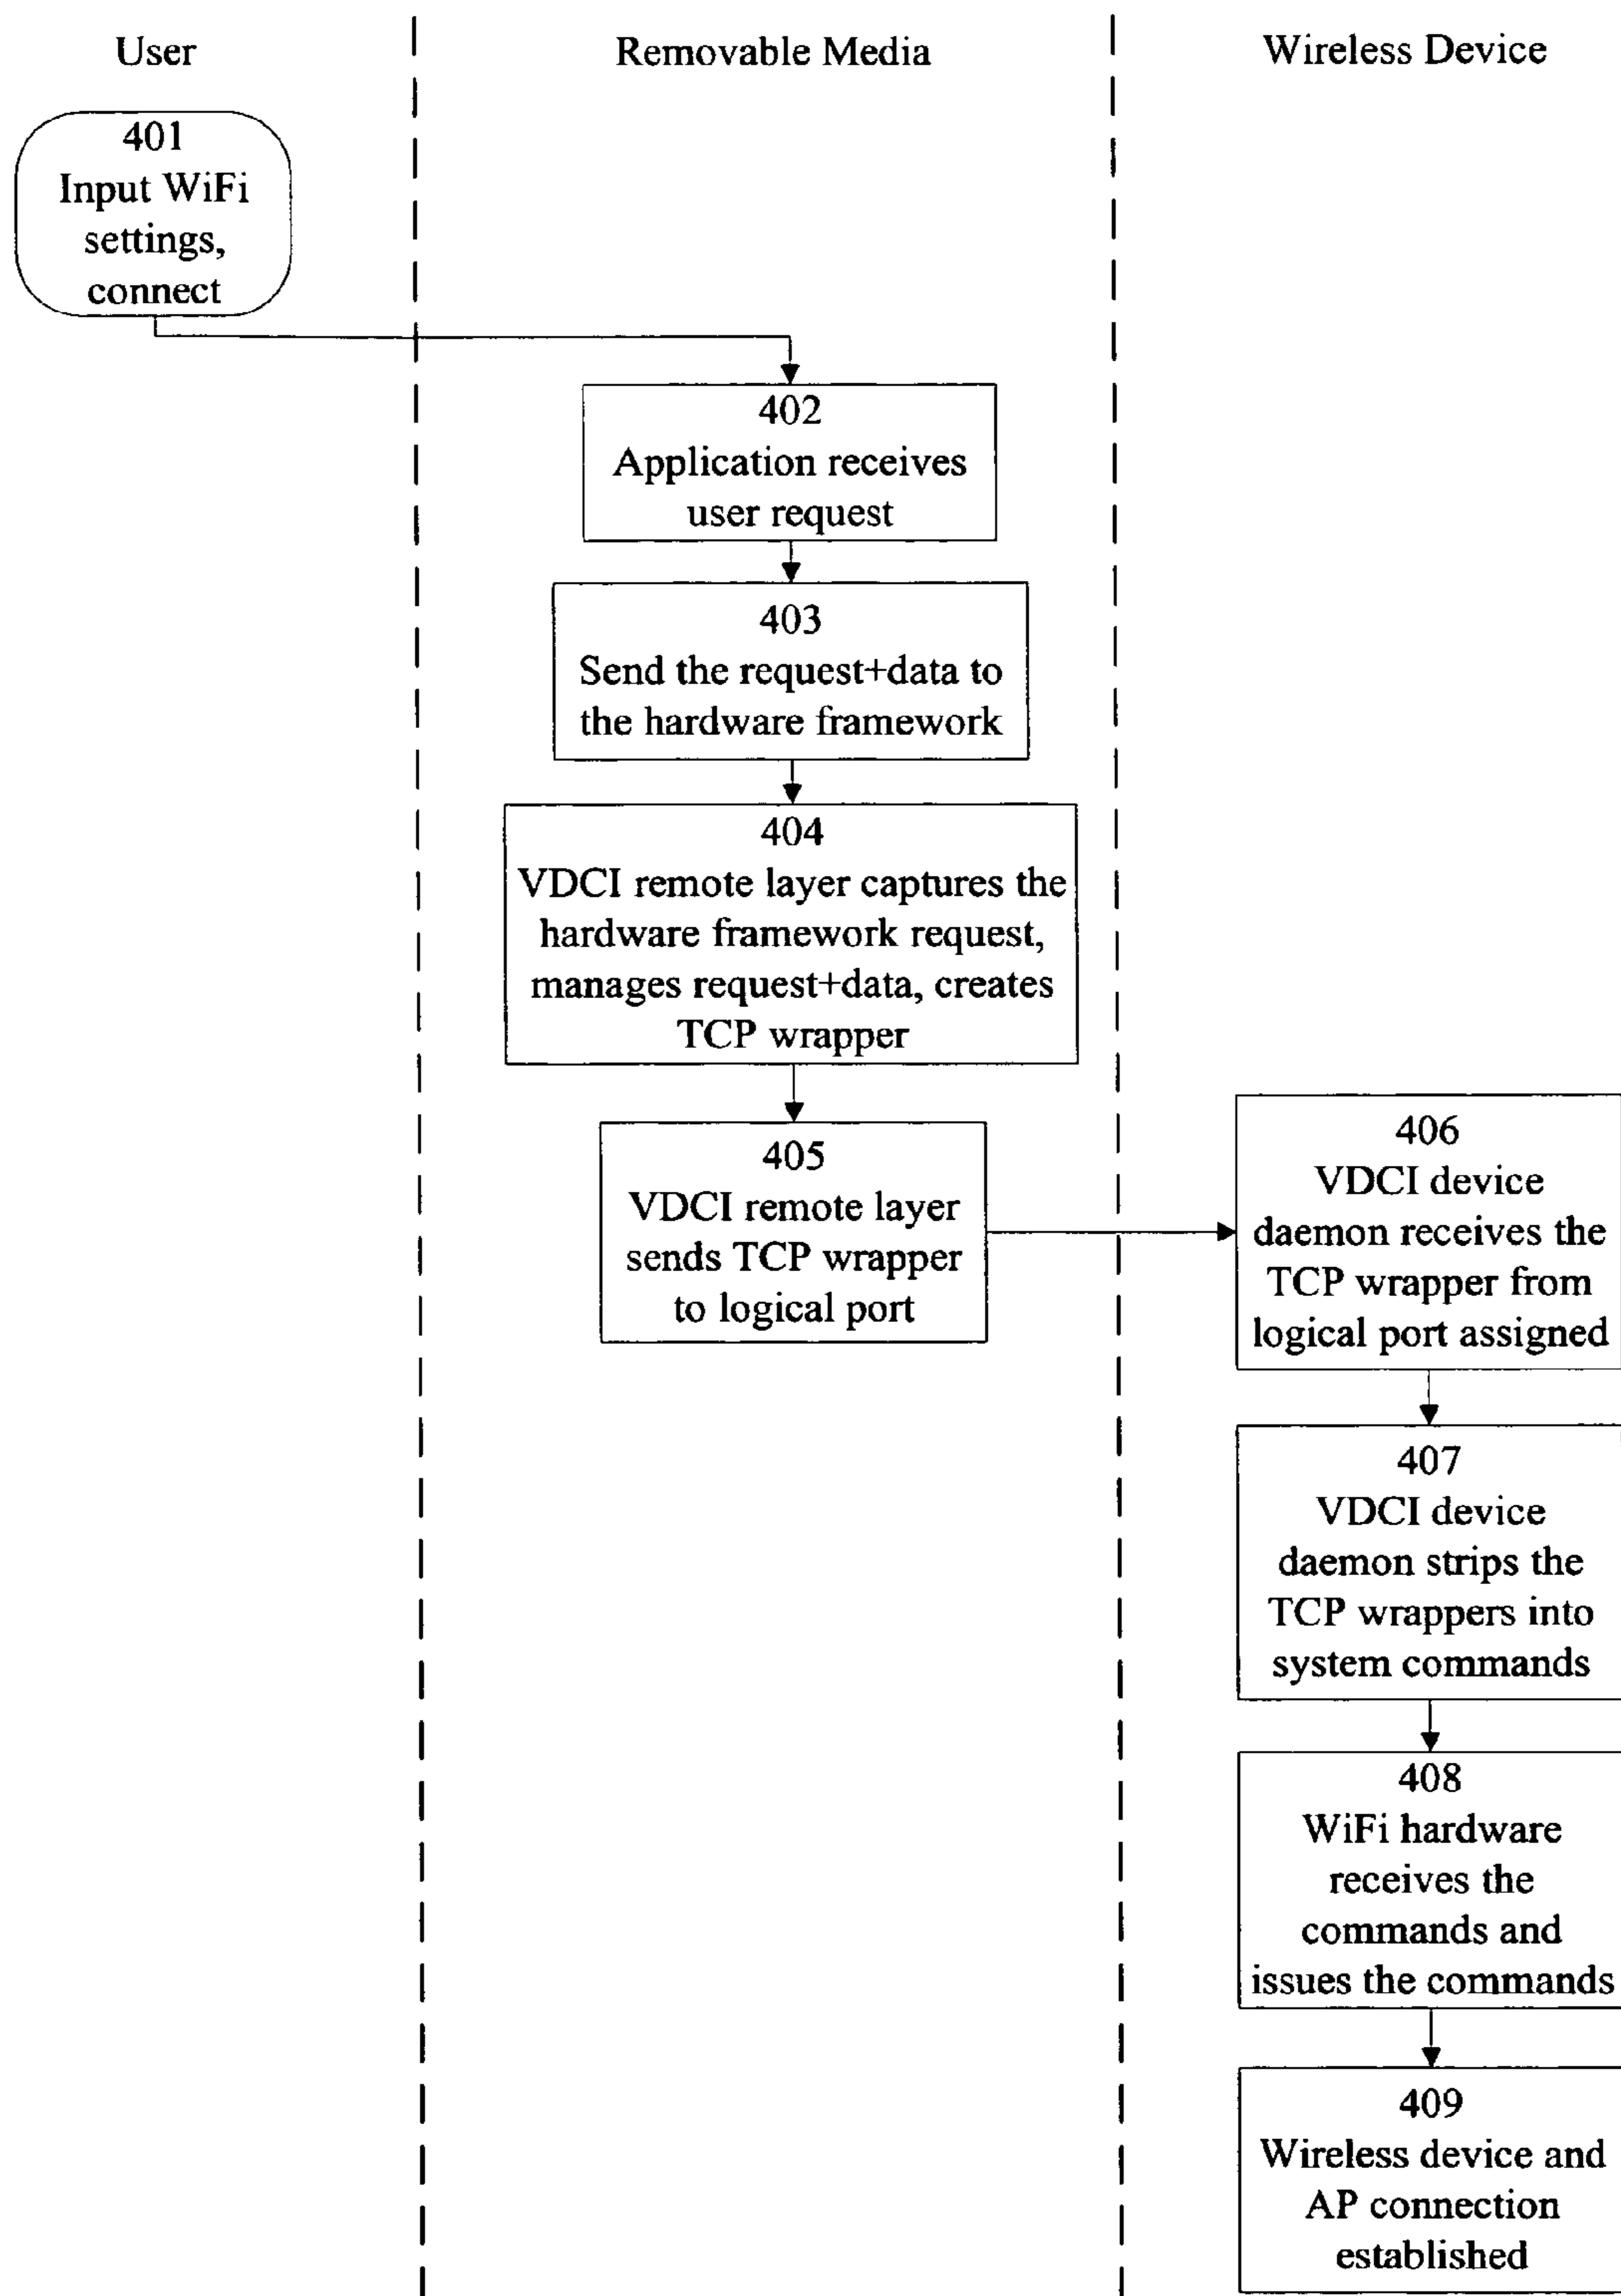 User
Removable Media
Wireless Device
401
Input WiFi
settings,
connect
402
Application receives
user request
403
Send the request+data to
the hardware framework
404
VDCI remote layer captures the
hardware framework request,
manages request+data, creates
TCP wrapper
405
VDCI remote layer
sends TCP wrapper
to logical port
406
VDCI device
daemon receives the
TCP wrapper from
logical port assigned
407
VDCI device
daemon strips the
TCP wrappers into
system commands
408
WiFi hardware
receives the
commands and
issues the commands
409
Wireless device and
AP connection
established